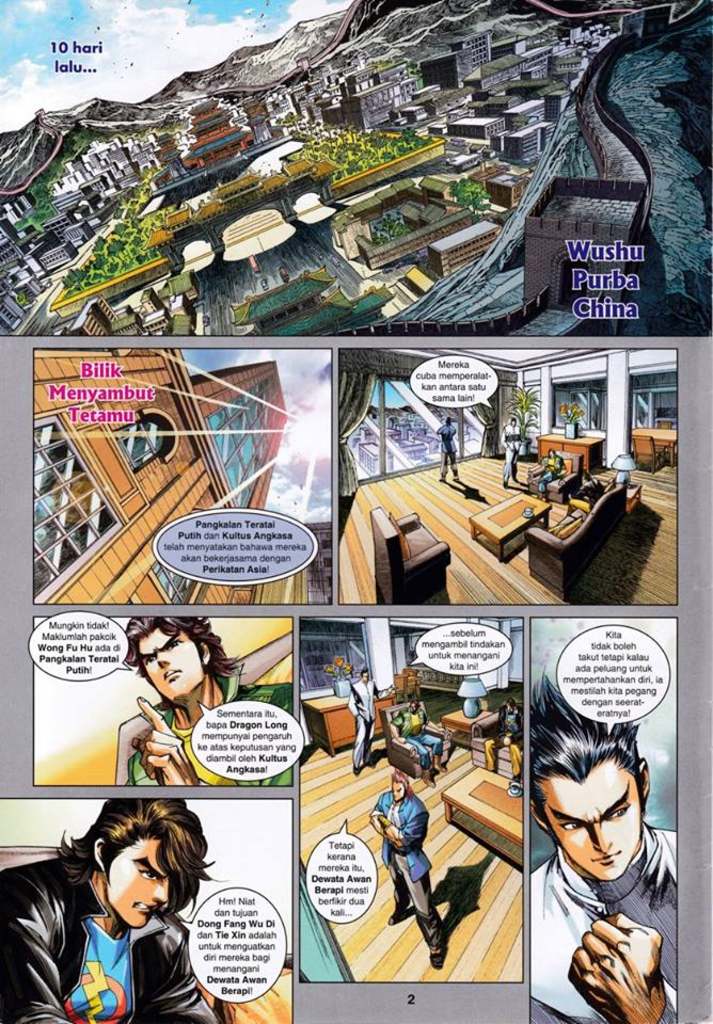 10 hari
lalu...
Wushu
Purba
China
Bilik
Menyambut
Tetamu
Pangkalan Teratai
Putih dan Kultus Angkasa
telah menyatakan bahawa mereka
akan bekerjasama dengan
Perikatan Asia!
Mereka
cuba memperalat-
kan antara satu
sama lain!
Mungkin tidak!
Maklumlah pakcik
Wong Fu Hu ada di
Pangkalan Teratai
Putih!
Sementara itu,
bapa Dragon Long
mempunyai pengaruh
ke atas keputusan yang
diambil oleh Kultus
Angkasa!
Hm! Niat
dan tujuan
Dong Fang Wu Di
dan Tie Xin adalah
untuk menguatkan
diri mereka bagi
menangani
Dewata Awan
Berapi!
Tetapi
kerana
mereka itu,
Dewata Awan
Berapi mesti
berfikir dua
kali...
...sebelum
mengambil tindakan
untuk menangani
kita ini!
Kita
tidak boleh
takut tetapi kalau
ada peluang untuk
mempertahankan diri, ia
mestilah kita pegang
dengan seerat-
eratnya!
2